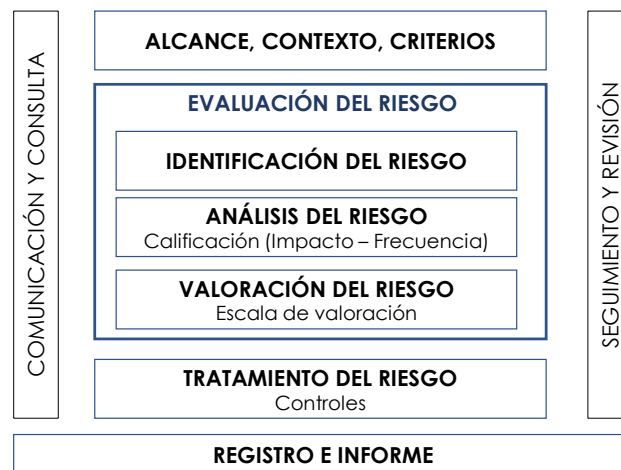 COMUNICACIÓN Y CONSULTA
ALCANCE, CONTEXTO, CRITERIOS
EVALUACIÓN DEL RIESGO
IDENTIFICACIÓN DEL RIESGO
ANÁLISIS DEL RIESGO
Calificación (Impacto – Frecuencia)
VALORACIÓN DEL RIESGO
Escala de valoración
TRATAMIENTO DEL RIESGO
Controles
SEGUIMIENTO Y REVISIÓN
REGISTRO E INFORME